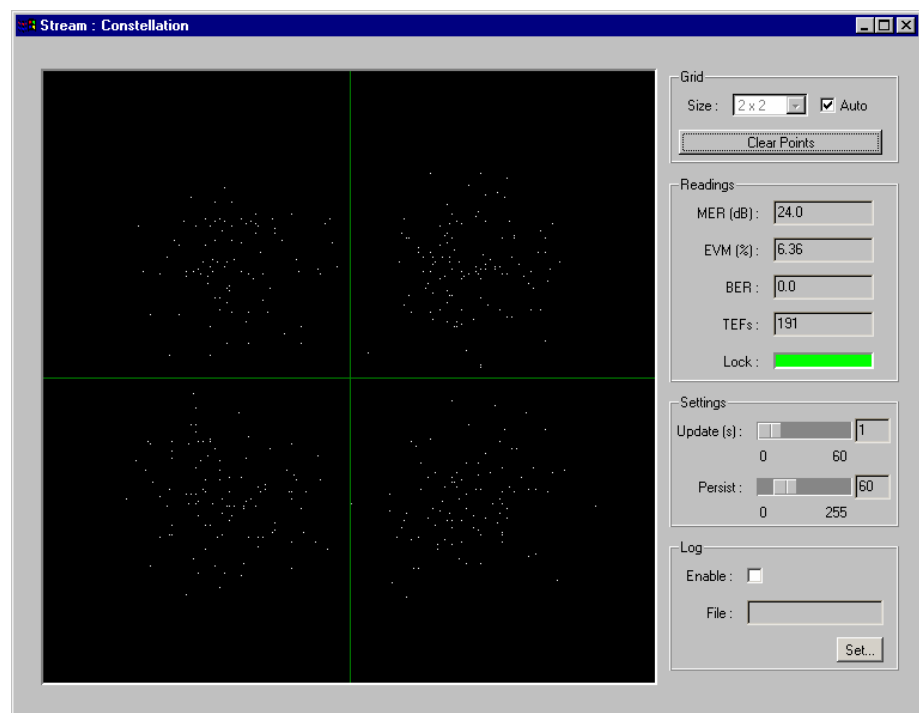 Stream : Constellation
Grid
Size : 2 x 2 Auto
Clear Points
Readings
MER (dB) : 24.0
EVM (%) : 6.36
BER : 0.0
TEFs : 191
Lock :
Settings
Update (s) : 1
0 60
Persist : 60
0 255
Log
Enable :
File :
Set...